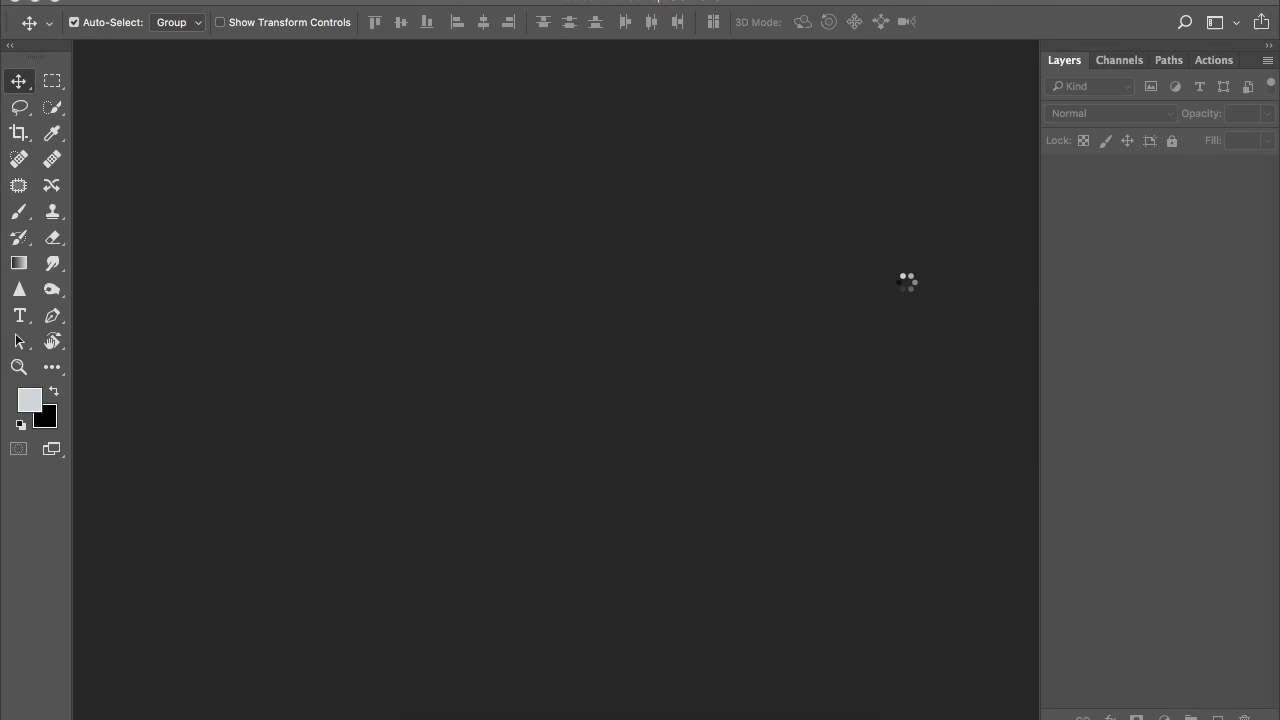 Auto-Select: Group Show Transform Controls 3D Mode:
Layers Channels Paths Actions
Kind
Normal Opacity:
Lock: Fill: